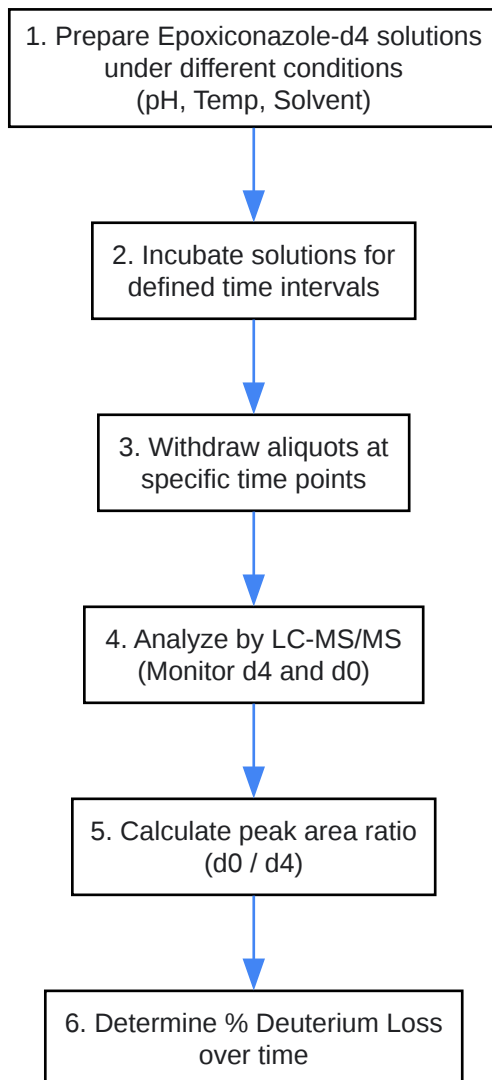 1. Prepare Epoxiconazole-d4 solutions
under different conditions
(pH, Temp, Solvent)
2. Incubate solutions for
defined time intervals
3. Withdraw aliquots at
specific time points
4. Analyze by LC-MS/MS
(Monitor d4 and d0)
5. Calculate peak area ratio
(d0 / d4)
6. Determine % Deuterium Loss
over time